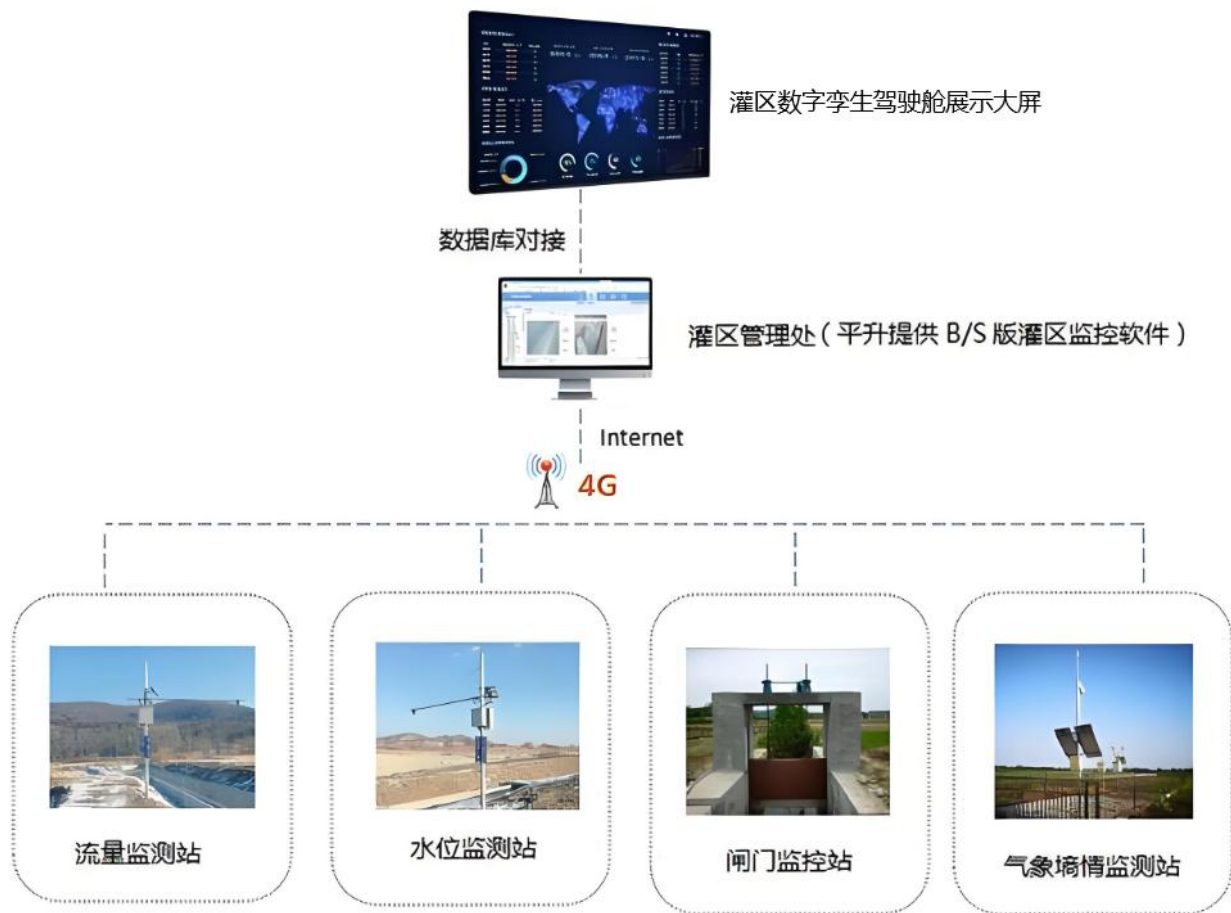 灌区数字孪生驾驶舱展示大屏
数据库对接
灌区管理处（平升提供 B/S 版灌区监控软件）
Internet
4G
流量监测站
水位监测站
闸门监控站
气象墒情监测站